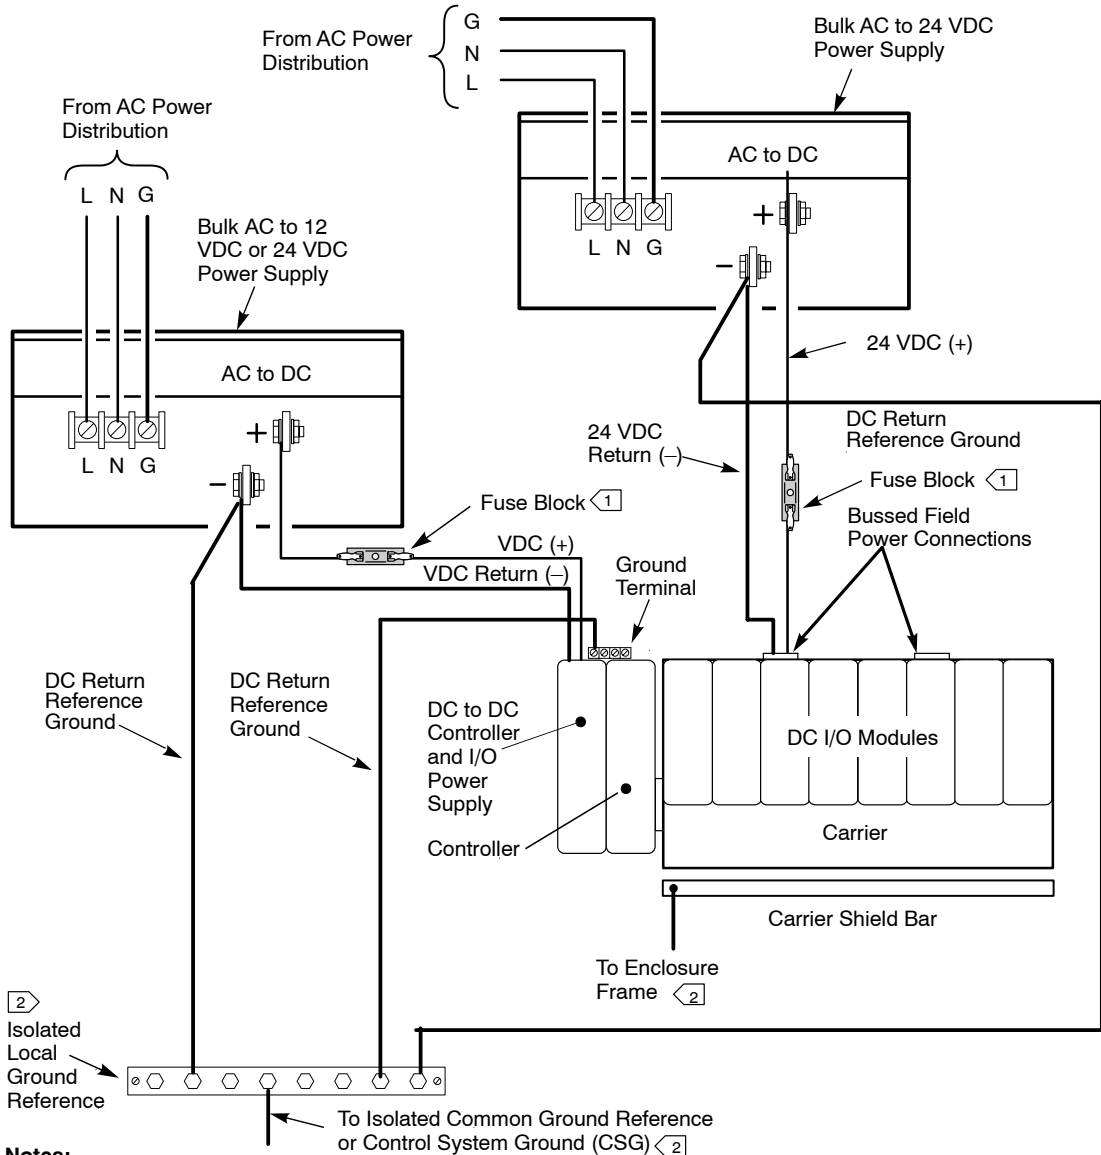 From AC Power
Distribution
G
N
L
Bulk AC to 24 VDC
Power Supply
AC to DC
L N G
+
-
24 VDC (+)
From AC Power
Distribution
L N G
Bulk AC to 12
VDC or 24 VDC
Power Supply
AC to DC
L N G
+
-
24 VDC
Return (–)
DC Return
Reference Ground
Fuse Block 1
Bussed Field
Power Connections
Fuse Block 1
VDC (+)
VDC Return (–)
Ground
Terminal
DC Return
Reference
Ground
DC Return
Reference
Ground
DC to DC
Controller
and I/O
Power
Supply
Controller
DC I/O Modules
Carrier
Carrier Shield Bar
To Enclosure
Frame 2
2
Isolated
Local
Ground
Reference
To Isolated Common Ground Reference
or Control System Ground (CSG) 2
Notes: